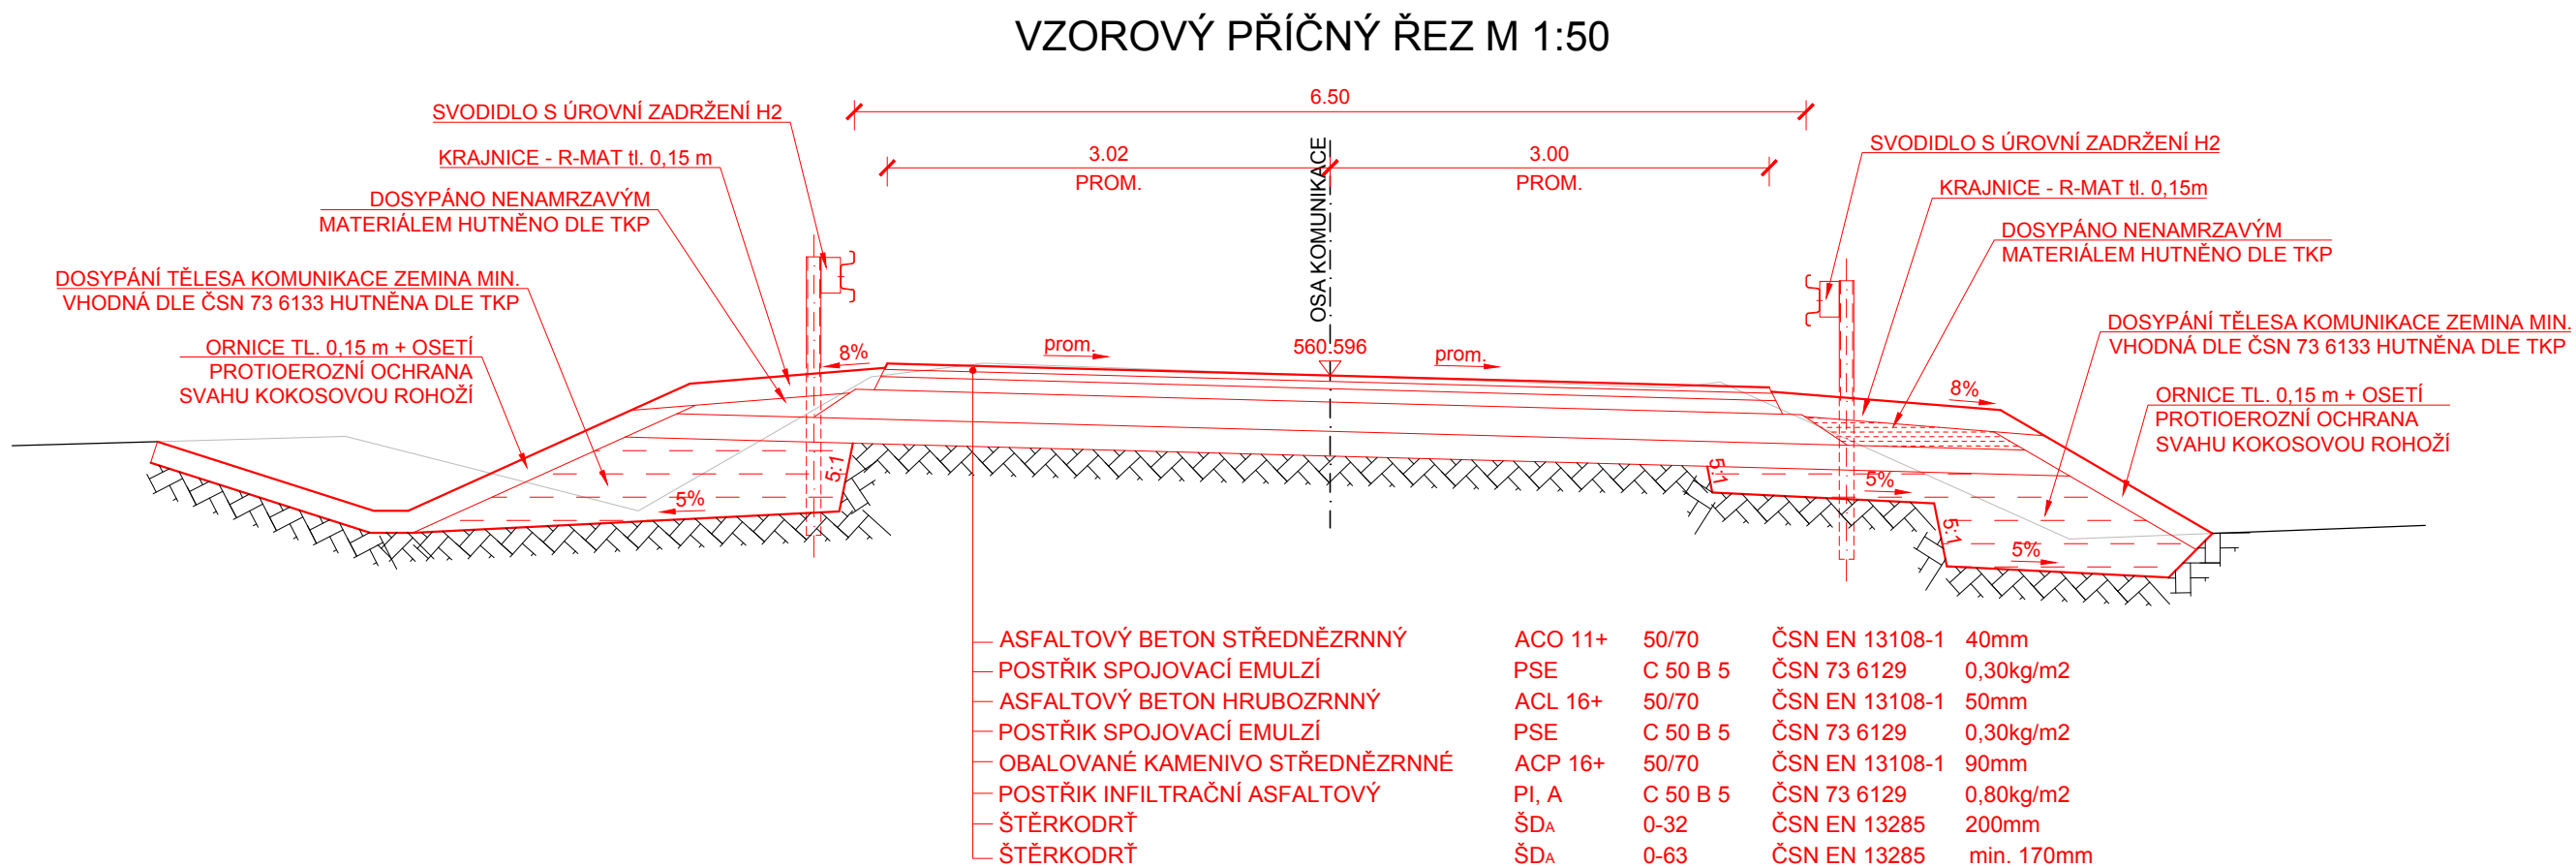 VZOROVÝ PŘÍČNÝ ŘEZ M 1:50
6.50
SVODIDLO S ÚROVNÍ ZADRŽENÍ H2
KRAJNICE - R-MAT tl. 0,15 m
DOSYPÁNO NENAMRZAVÝM
MATERIÁLEM HUTNĚNO DLE TKP
DOSYPÁNÍ TĚLESA KOMUNIKACE ZEMINA MIN.
VHODNÁ DLE ČSN 73 6133 HUTNĚNA DLE TKP
ORNICE TL. 0,15 m + OSETÍ
PROTIOEROZNÍ OCHRANA
SVAHU KOKOSOVOU ROHOŽÍ
3.02
PROM.
3.00
PROM.
OSA KOMUNIKACE
SVODIDLO S ÚROVNÍ ZADRŽENÍ H2
KRAJNICE - R-MAT tl. 0,15m
DOSYPÁNO NENAMRZAVÝM
MATERIÁLEM HUTNĚNO DLE TKP
DOSYPÁNÍ TĚLESA KOMUNIKACE ZEMINA MIN.
VHODNÁ DLE ČSN 73 6133 HUTNĚNA DLE TKP
ORNICE TL. 0,15 m + OSETÍ
PROTIOEROZNÍ OCHRANA
SVAHU KOKOSOVOU ROHOŽÍ
8%
prom.
560.596
prom.
8%
5:1
5%
5:1
5%
5:1
5%
ASFALTOVÝ BETON STŘEDNĚZRNNÝ ACO 11+ 50/70 ČSN EN 13108-1 40mm
POSTŘIK SPOJOVACÍ EMULZÍ PSE C 50 B 5 ČSN 73 6129 0,30kg/m2
ASFALTOVÝ BETON HRUBOZRNNÝ ACL 16+ 50/70 ČSN EN 13108-1 50mm
POSTŘIK SPOJOVACÍ EMULZÍ PSE C 50 B 5 ČSN 73 6129 0,30kg/m2
OBALOVANÉ KAMENIVO STŘEDNĚZRNNÉ ACP 16+ 50/70 ČSN EN 13108-1 90mm
POSTŘIK INFILTRAČNÍ ASFALTOVÝ PI, A C 50 B 5 ČSN 73 6129 0,80kg/m2
ŠTĚRKODRŤ ŠDA 0-32 ČSN EN 13285 200mm
ŠTĚRKODRŤ ŠDA 0-63 ČSN EN 13285 min. 170mm